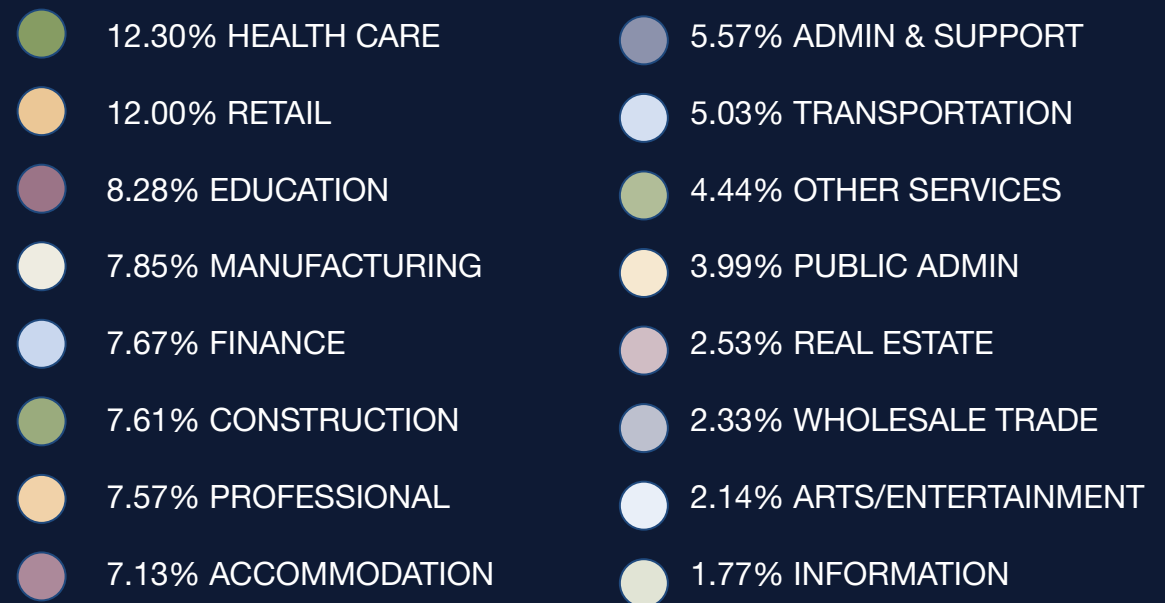 12.30% HEALTH CARE
12.00% RETAIL
8.28% EDUCATION
7.85% MANUFACTURING
7.67% FINANCE
7.61% CONSTRUCTION
7.57% PROFESSIONAL
7.13% ACCOMMODATION
5.57% ADMIN & SUPPORT
5.03% TRANSPORTATION
4.44% OTHER SERVICES
3.99% PUBLIC ADMIN
2.53% REAL ESTATE
2.33% WHOLESALE TRADE
2.14% ARTS/ENTERTAINMENT
1.77% INFORMATION